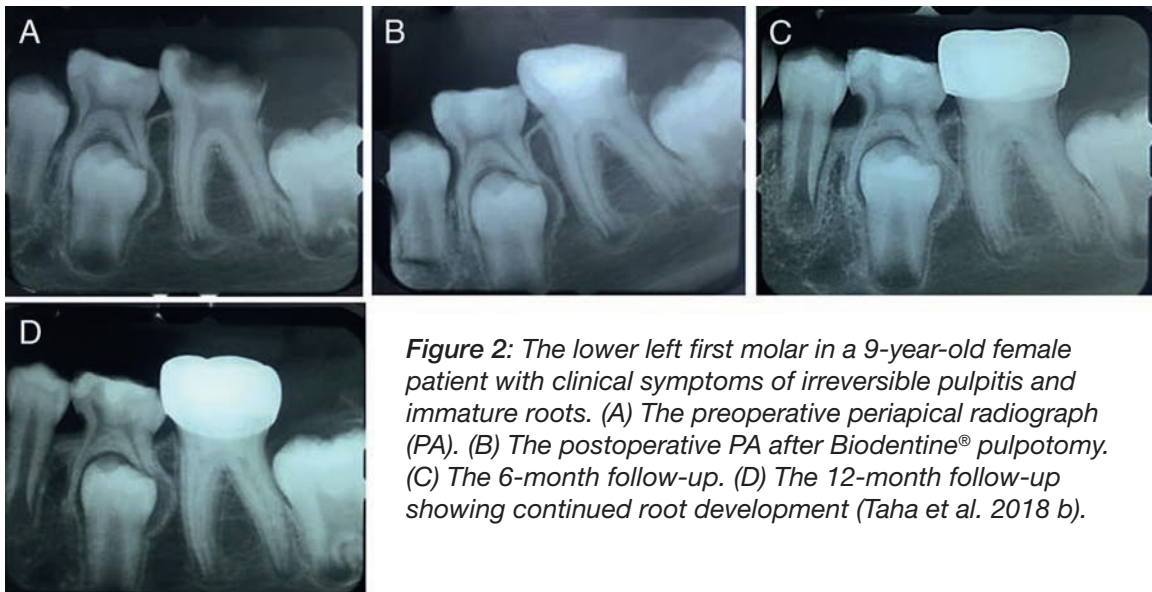 A
B
C
D
Figure 2: The lower left first molar in a 9-year-old female
patient with clinical symptoms of irreversible pulpitis and
immature roots. (A) The preoperative periapical radiograph
(PA). (B) The postoperative PA after Biodentine® pulpotomy.
(C) The 6-month follow-up. (D) The 12-month follow-up
showing continued root development (Taha et al. 2018 b).